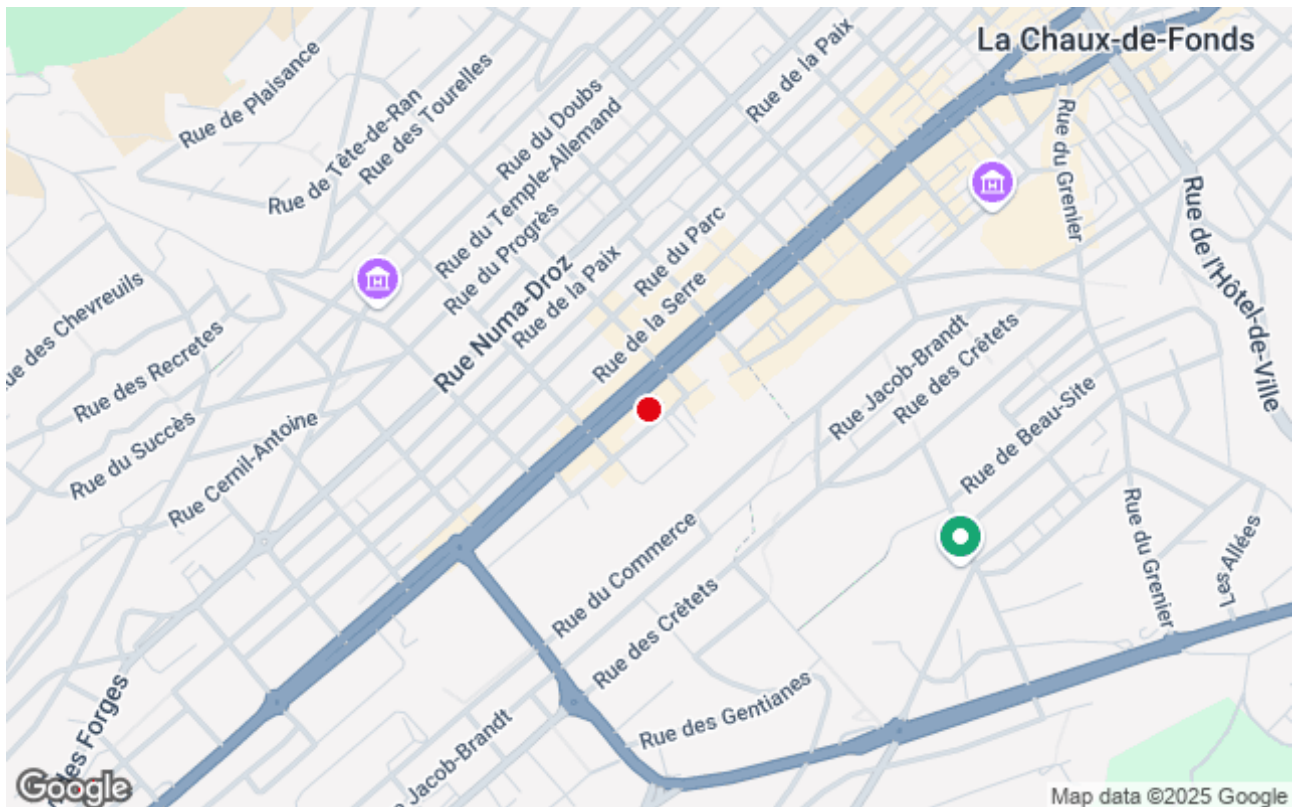 La Chaux-de-Fonds
Rue de Plaisance
Rue de Tête-de-Ran
Rue des Tourelles
Rue du Doubs
Rue du Temple-Allemand
Rue du Progrès
Rue de la Paix
Rue Numa-Droz
Rue de la Paix
Rue du Parc
Rue de la Serre
Rue du Grenier
Rue de l'Hôtel-de-Ville
ue des Chevreuils
Rue des Recretes
Rue du Succès
Rue Cernil-Antoine
Rue Jacob-Brandt
Rue des Crêtets
Rue de Beau-Site
Rue du Grenier
Les Allées
Rue du Commerce
Rue des Crêtets
Rue des Gentianes
des Forges
Jacob-Brandt
Google
Map data ©2025 Google